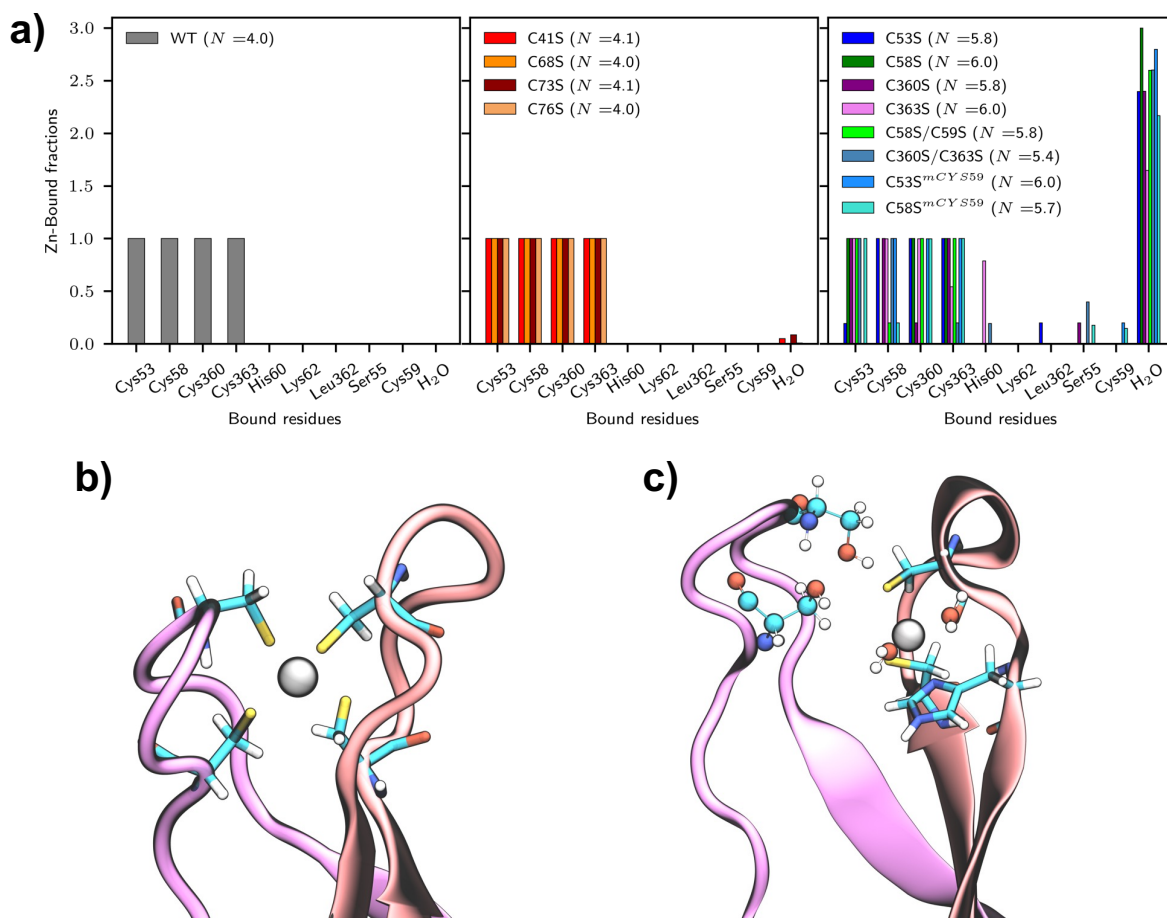 a)
3.0
2.5
2.0
1.5
1.0
0.5
0.0
Zn-Bound fractions
WT (N =4.0)
Cys53
Cys58
Cys360
Cys363
His60
Lys62
Leu362
Ser55
Cys59
H₂O
Bound residues
C41S (N =4.1)
C68S (N =4.0)
C73S (N =4.1)
C76S (N =4.0)
Cys53
Cys58
Cys360
Cys363
His60
Lys62
Leu362
Ser55
Cys59
H₂O
Bound residues
C53S (N =5.8)
C58S (N =6.0)
C360S (N =5.8)
C363S (N =6.0)
C58S/C59S (N =5.8)
C360S/C363S (N =5.4)
C53S^mCYS59 (N =6.0)
C58S^mCYS59 (N =5.7)
Cys53
Cys58
Cys360
Cys363
His60
Lys62
Leu362
Ser55
Cys59
H₂O
Bound residues
b)
c)